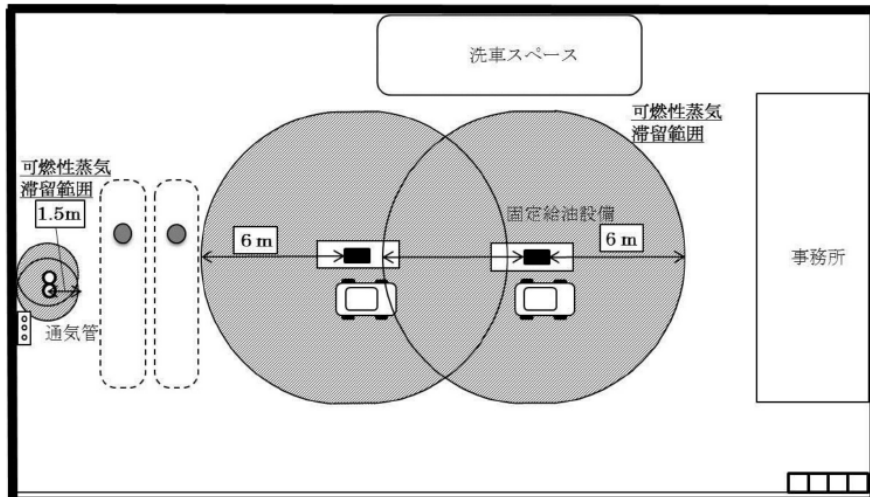 洗車スペース
可燃性蒸気
滞留範囲
可燃性蒸気
滞留範囲
1.5m
固定給油設備
6 m
6 m
事務所
通気管